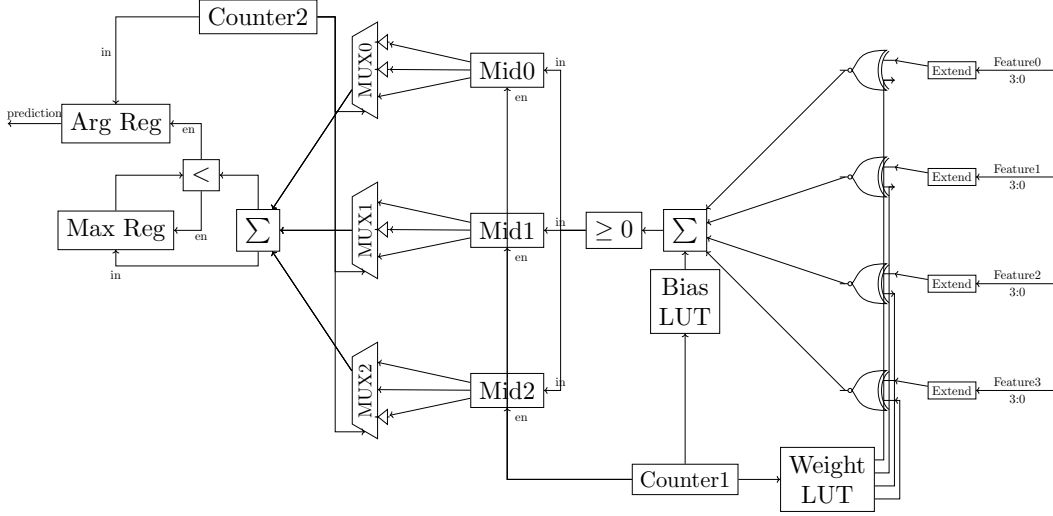 Counter2
in
prediction
Arg Reg
en
<
Max Reg
en
in
∑
MUX0
MUX1
MUX2
Mid0
in
en
Mid1
in
en
Mid2
in
en
≥ 0
∑
Bias
LUT
Counter1
Weight
LUT
Extend
Feature0
3:0
Extend
Feature1
3:0
Extend
Feature2
3:0
Extend
Feature3
3:0